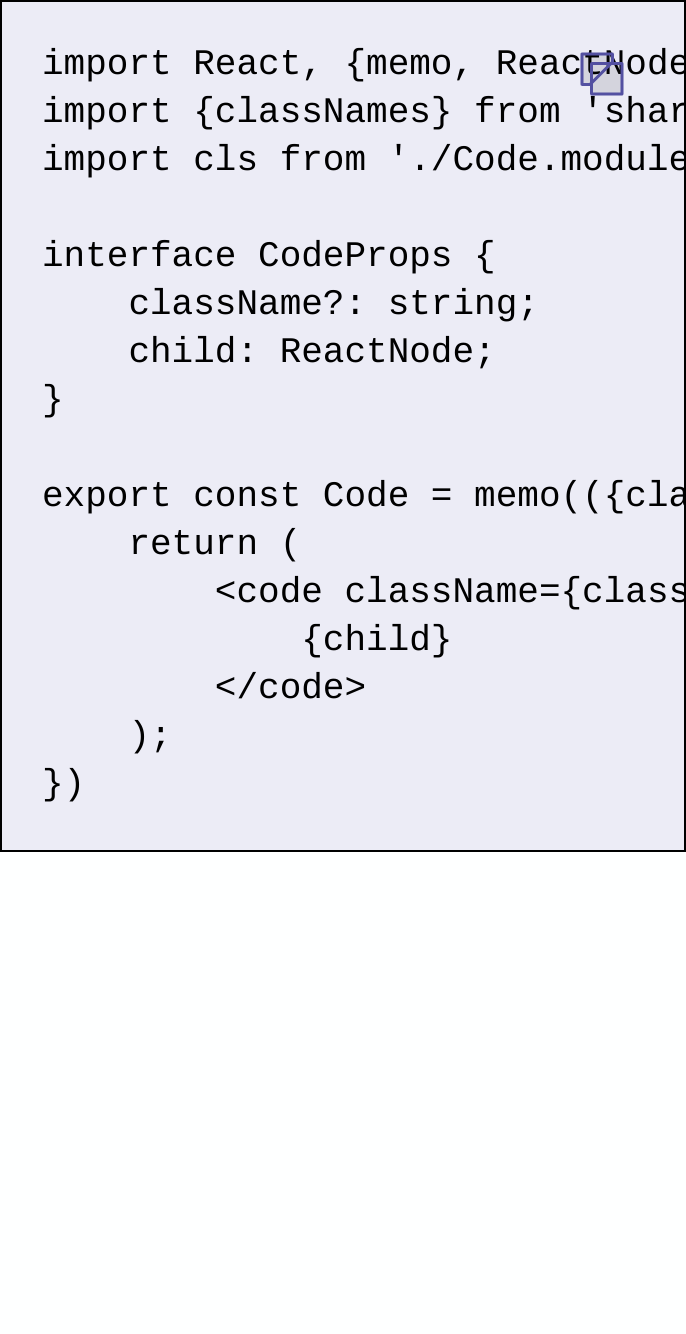 import React, {memo, ReactNode
import {classNames} from 'shar
import cls from './Code.module
interface CodeProps {
    className?: string;
    child: ReactNode;
}
export const Code = memo(({cla
    return (
        <code className={class
            {child}
        </code>
    );
})